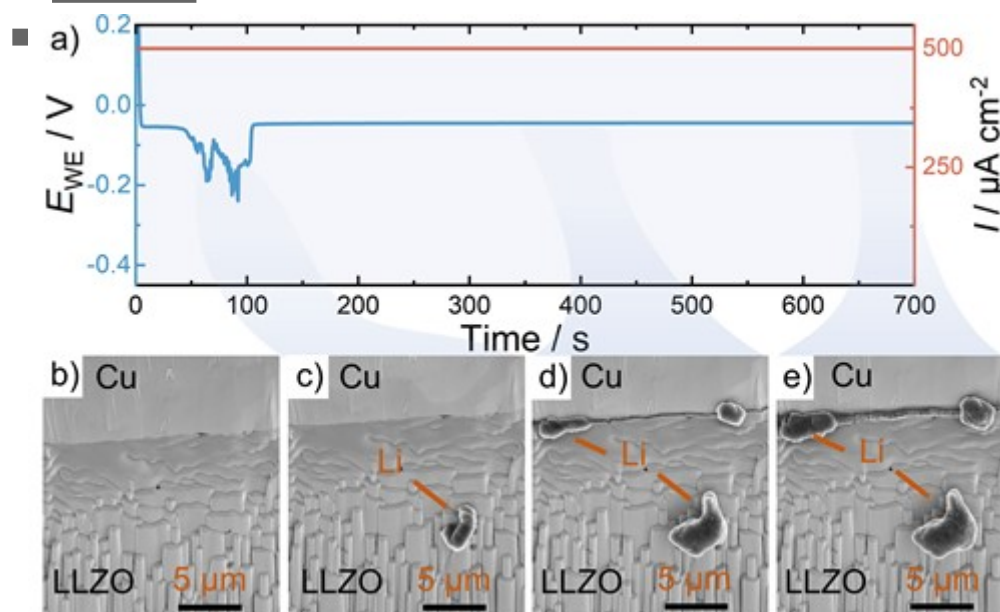 a)
0.2
0.0
-0.2
-0.4
E_WE / V
500
250
I / µA cm⁻²
0 100 200 300 400 500 600 700
Time / s
b) Cu
LLZO 5 µm
c) Cu
Li
LLZO 5 µm
d) Cu
Li
LLZO 5 µm
e) Cu
Li
LLZO 5 µm